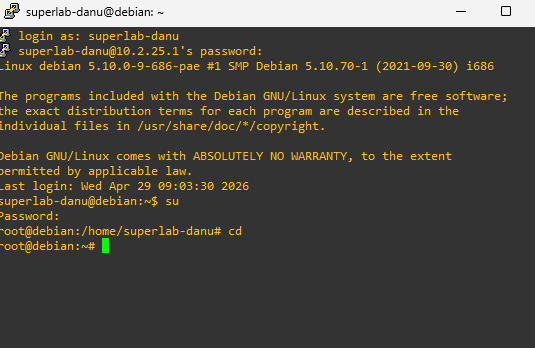 superlab-danu@debian: ~
login as: superlab-danu
superlab-danu@10.2.25.1's password:
Linux debian 5.10.0-9-686-pae #1 SMP Debian 5.10.70-1 (2021-09-30) i686
The programs included with the Debian GNU/Linux system are free software;
the exact distribution terms for each program are described in the
individual files in /usr/share/doc/*/copyright.
Debian GNU/Linux comes with ABSOLUTELY NO WARRANTY, to the extent
permitted by applicable law.
Last login: Wed Apr 29 09:03:30 2026
superlab-danu@debian:~$ su
Password:
root@debian:/home/superlab-danu# cd
root@debian:~#